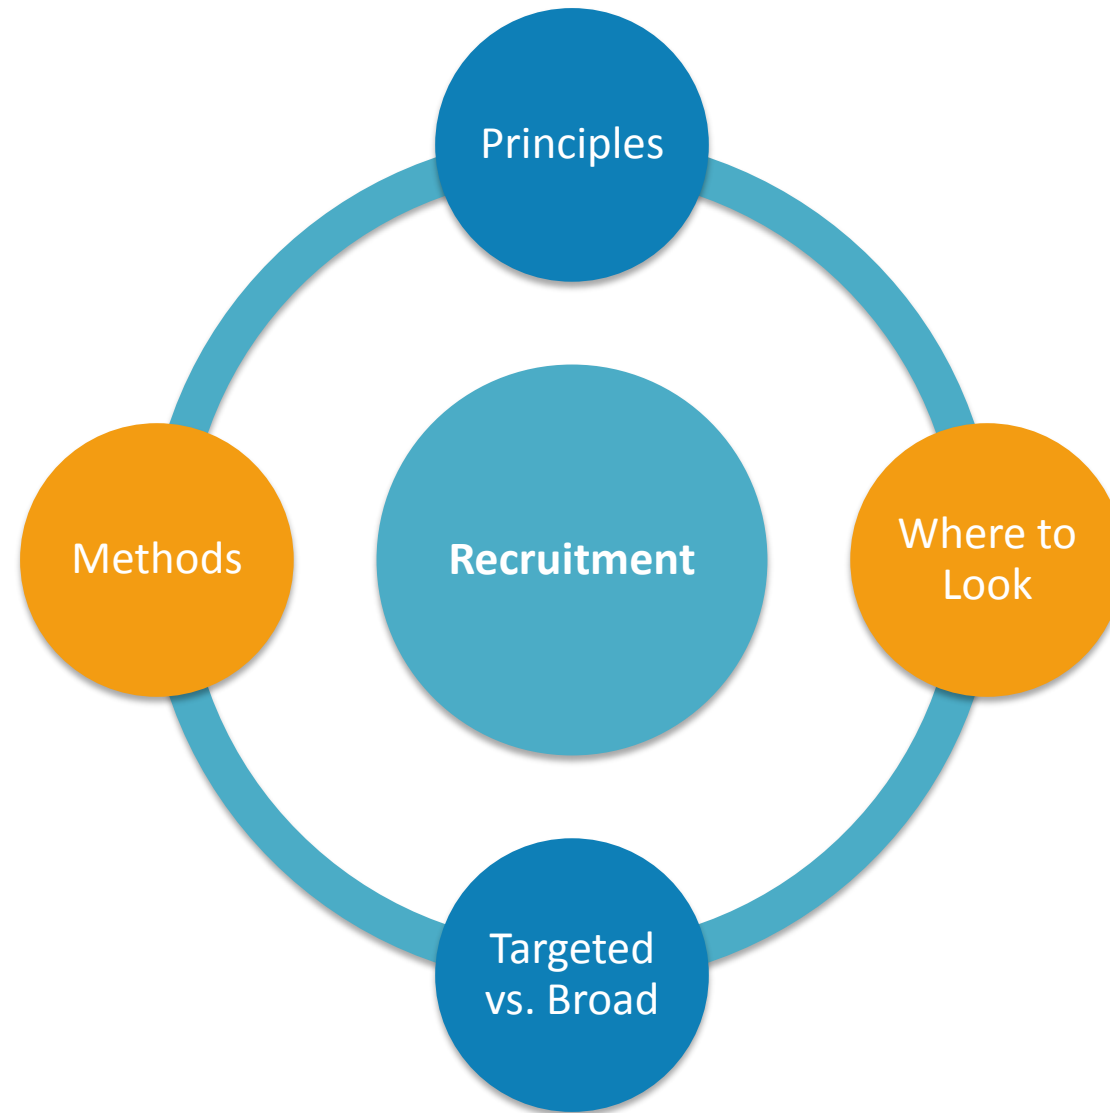 Principles
Methods
Recruitment
Where to
Look
Targeted
vs. Broad